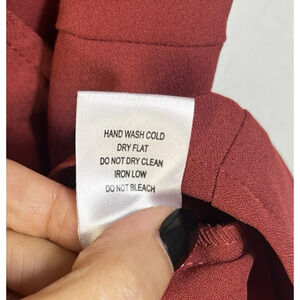 HAND WASH COLD
DRY FLAT
DO NOT DRY CLEAN
IRON LOW
DO NOT BLEACH